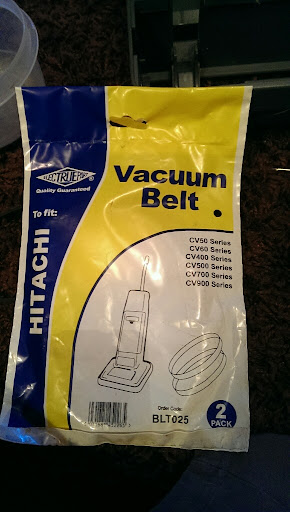 ELECTRUEPART ®
Quality Guaranteed
To fit:
HITACHI
Vacuum
Belt
CV50 Series
CV60 Series
CV400 Series
CV500 Series
CV700 Series
CV900 Series
Order Code:
BLT025
2
PACK